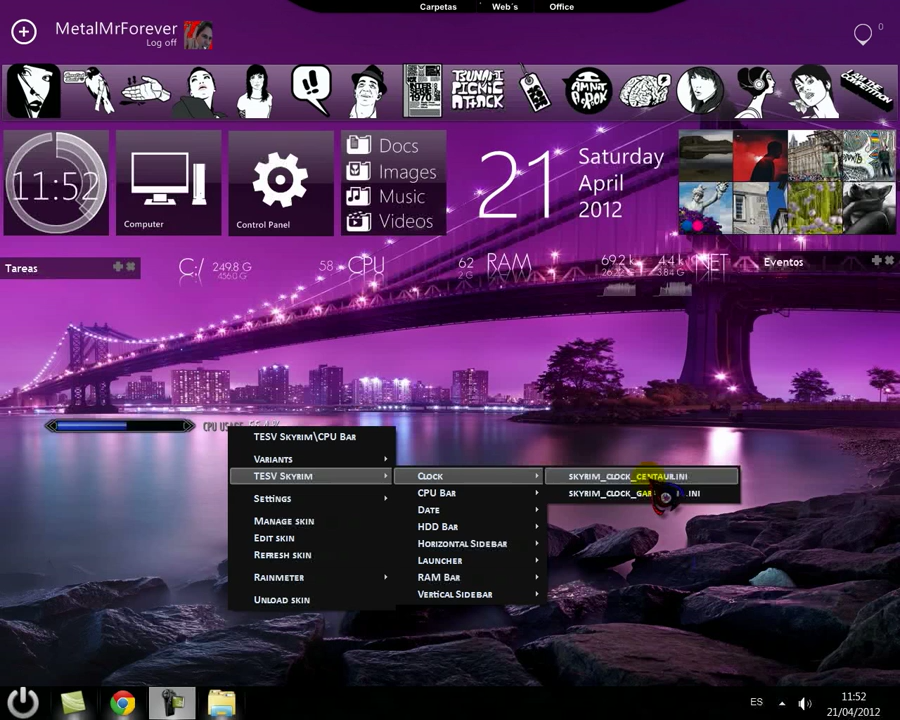 Carpetas Web´s Office
MetalMrForever
Log off
0
!!
TSUNAMI
PICNIC
ATTACK
I AM THE
COMPETITION
11:52
Computer
Control Panel
Docs
Images
Music
Videos
21
Saturday
April
2012
Tareas
C:/ 249.8 G
58 CPU
62
2 G
RAM
69.2 k
4.4 k
3.84 G
NET
Eventos
CPU USAGE
TESV Skyrim\CPU Bar
Variants
TESV Skyrim
Settings
Manage skin
Edit skin
Refresh skin
Rainmeter
Unload skin
Clock
CPU Bar
Date
HDD Bar
Horizontal Sidebar
Launcher
RAM Bar
Vertical Sidebar
skyrim_clock_centaur.ini
ES
11:52
21/04/2012